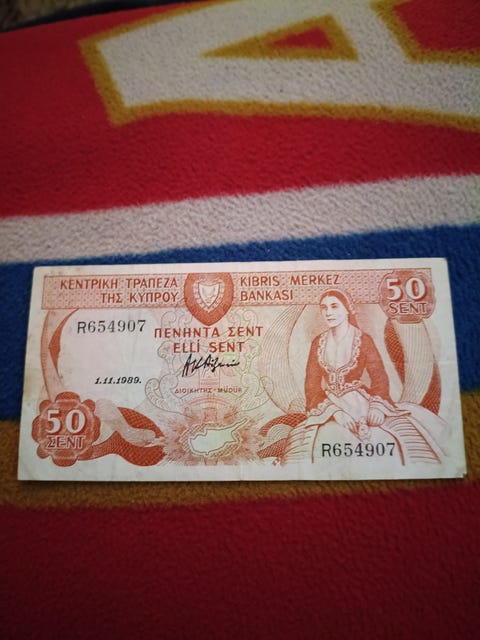 ΚΕΝΤΡΙΚΗ ΤΡΑΠΕΖΑ
ΤΗΣ ΚΥΠΡΟΥ
KIBRIS MERKEZ
BANKASI
50
SENT
R654907
ΠΕΝΗΝΤΑ ΣΕΝΤ
ELLİ SENT
1.11.1989.
ΔΙΟΙΚΗΤΗΣ - MÜDÜR
50
ΣΕΝΤ
R654907